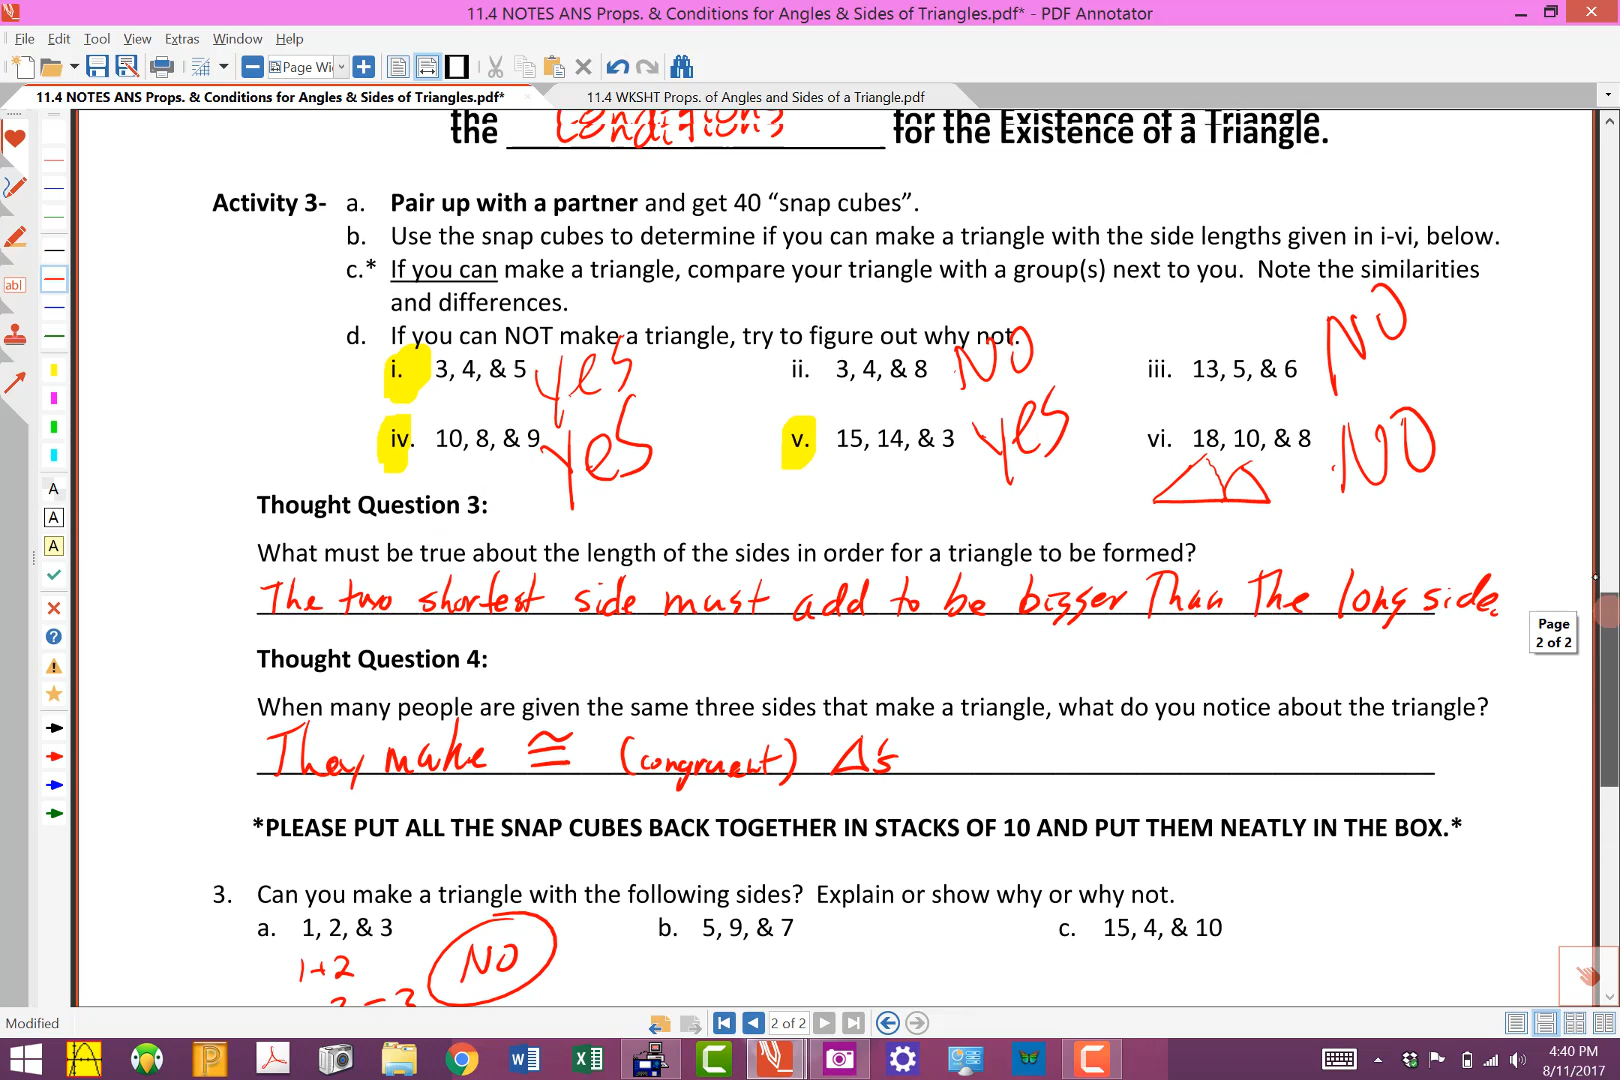 11.4 NOTES ANS Props. & Conditions for Angles & Sides of Triangles.pdf* - PDF Annotator
File Edit Tool View Extras Window Help
Page Wi
11.4 NOTES ANS Props. & Conditions for Angles & Sides of Triangles.pdf* 11.4 WKSHT Props. of Angles and Sides of a Triangle.pdf
the Conditions for the Existence of a Triangle.
Activity 3- a. Pair up with a partner and get 40 “snap cubes”.
b. Use the snap cubes to determine if you can make a triangle with the side lengths given in i-vi, below.
c.* If you can make a triangle, compare your triangle with a group(s) next to you. Note the similarities
and differences.
d. If you can NOT make a triangle, try to figure out why not.
i. 3, 4, & 5 yes ii. 3, 4, & 8 NO iii. 13, 5, & 6 NO
iv. 10, 8, & 9 yes v. 15, 14, & 3 yes vi. 18, 10, & 8 NO
Thought Question 3:
What must be true about the length of the sides in order for a triangle to be formed?
The two shortest side must add to be bigger Than The long side.
Page
2 of 2
Thought Question 4:
When many people are given the same three sides that make a triangle, what do you notice about the triangle?
They make ≅ (congruent) Δ's
*PLEASE PUT ALL THE SNAP CUBES BACK TOGETHER IN STACKS OF 10 AND PUT THEM NEATLY IN THE BOX.*
3. Can you make a triangle with the following sides? Explain or show why or why not.
a. 1, 2, & 3 b. 5, 9, & 7 c. 15, 4, & 10
1+2 NO
3 = 3
Modified 2 of 2
4:40 PM
8/11/2017